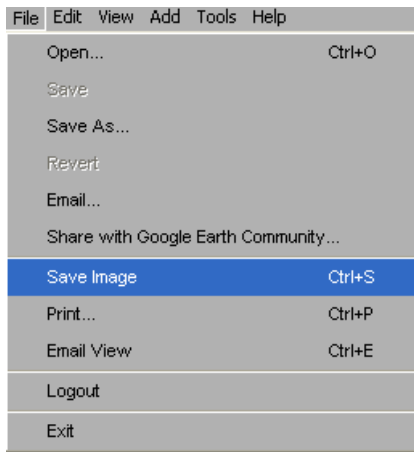 File Edit View Add Tools Help
Open... Ctrl+O
Save
Save As...
Revert
Email...
Share with Google Earth Community...
Save Image Ctrl+S
Print... Ctrl+P
Email View Ctrl+E
Logout
Exit